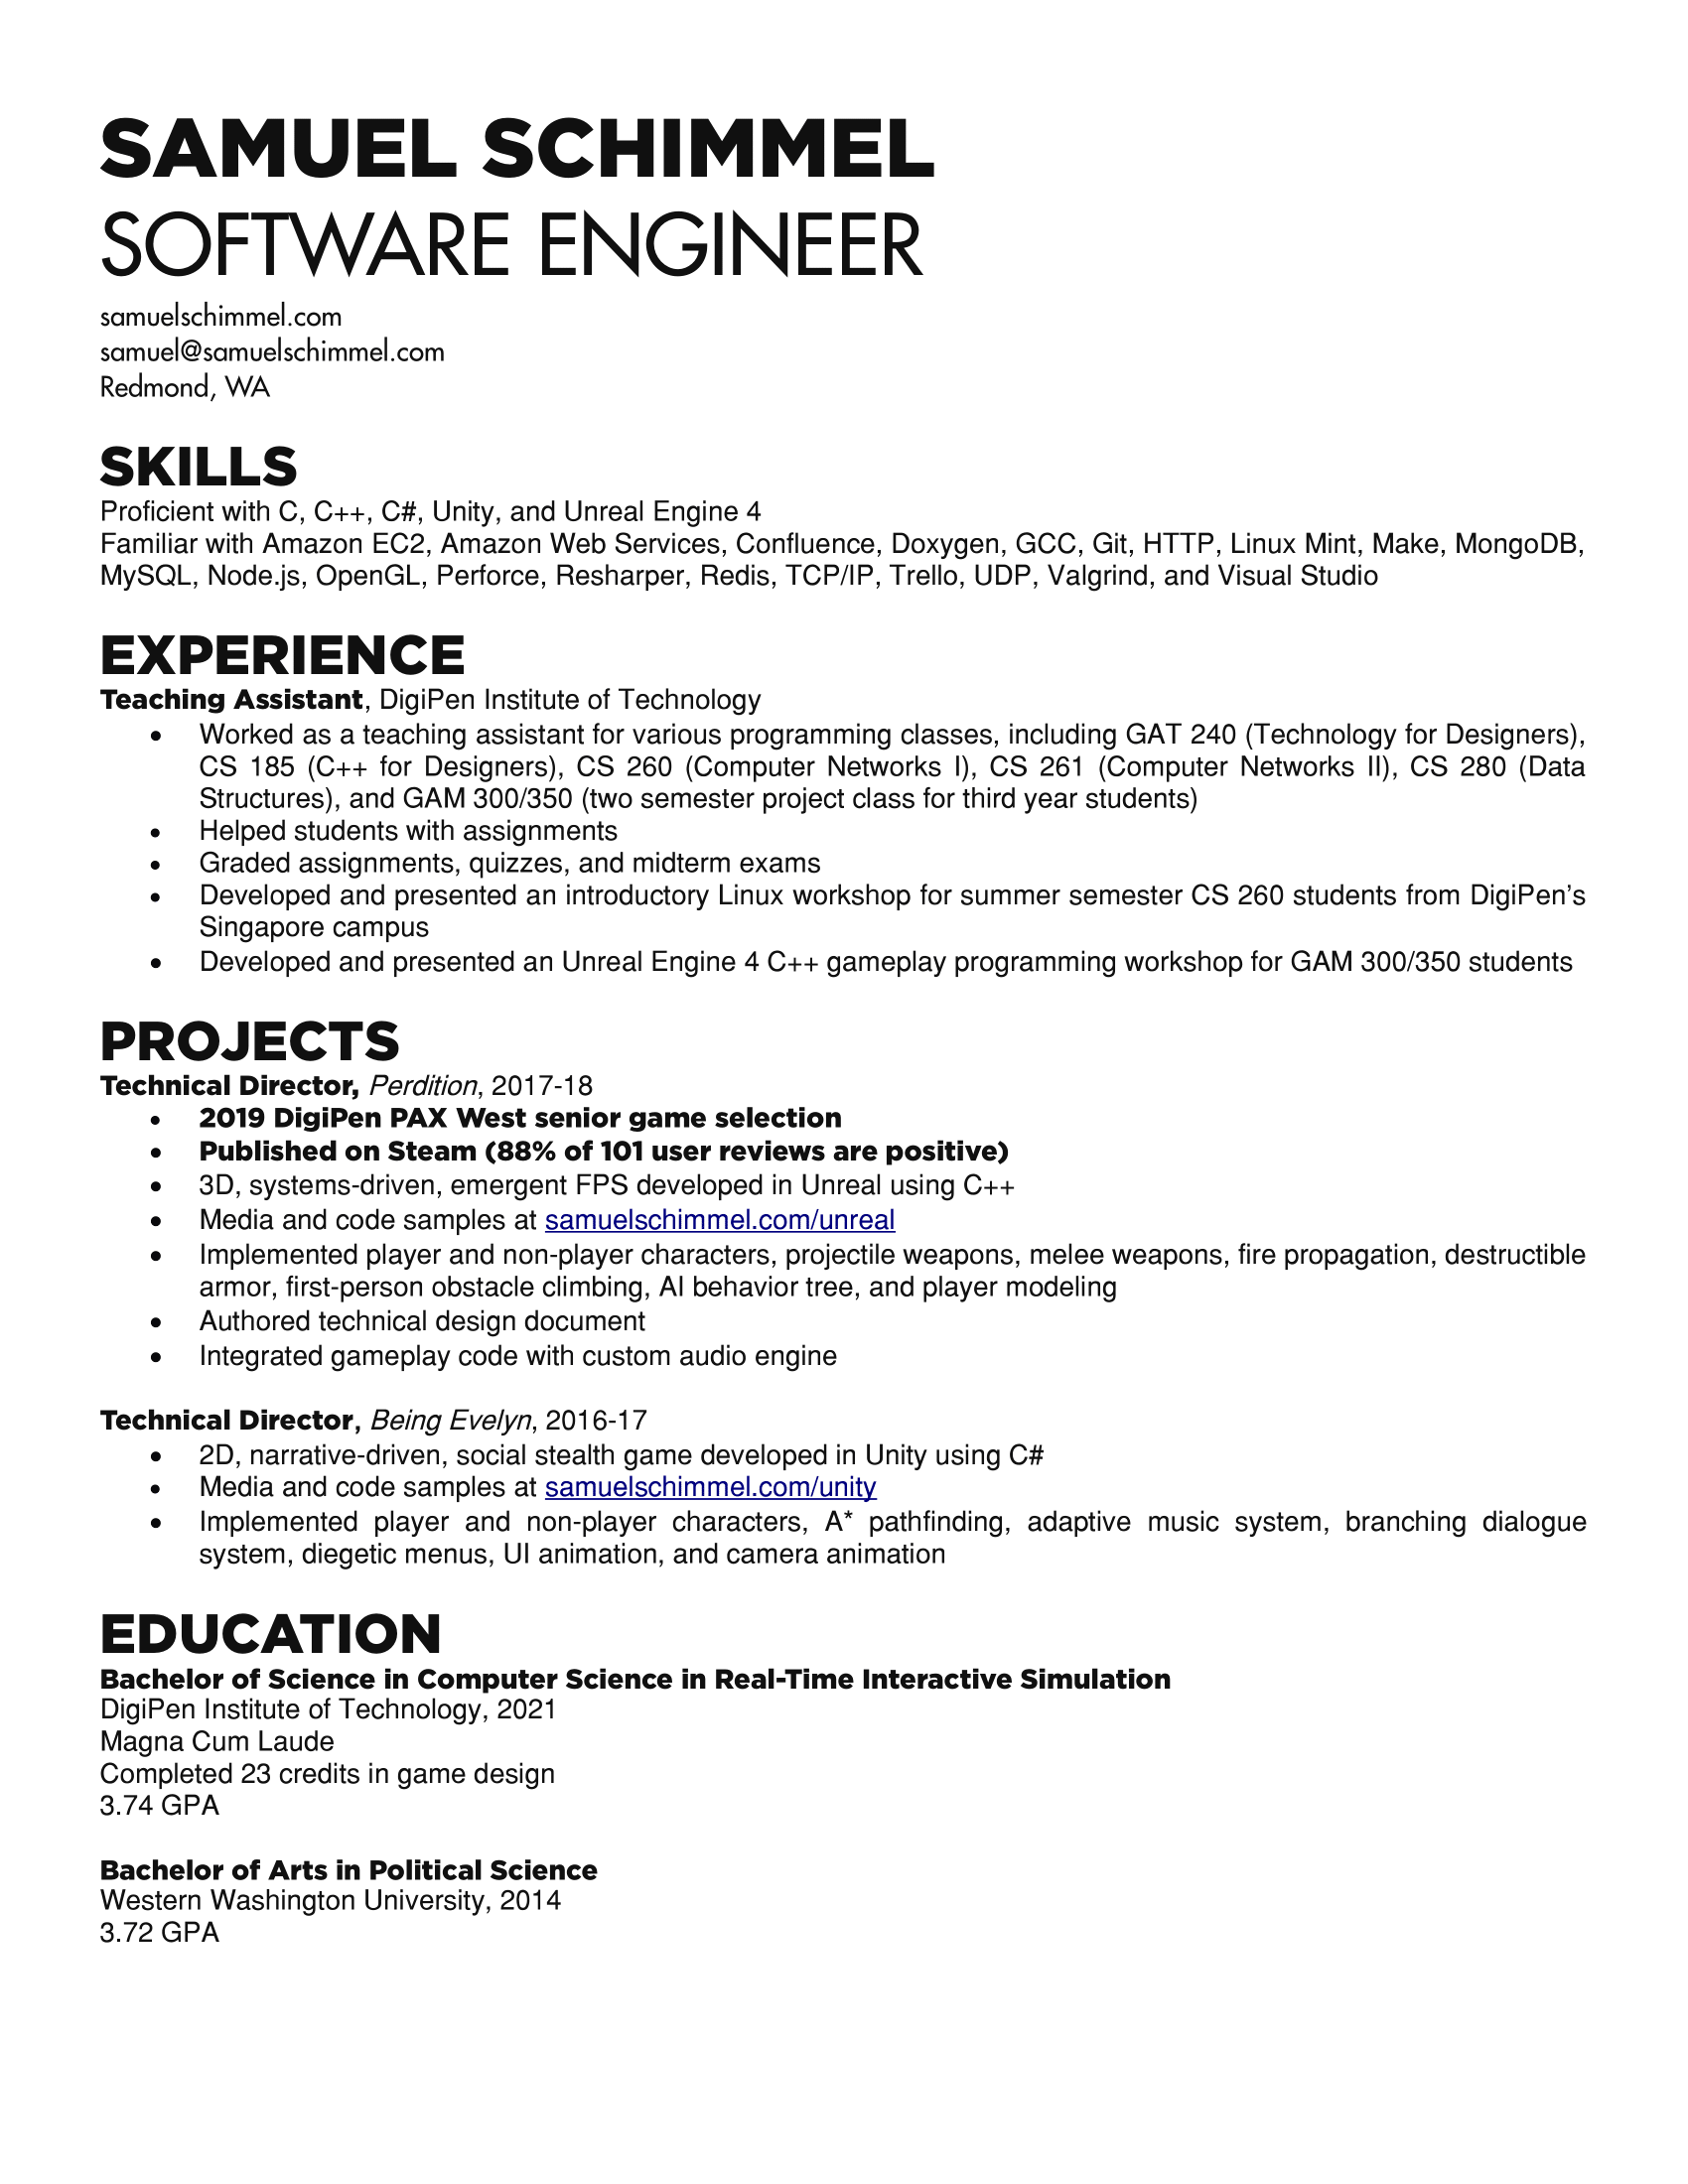 SAMUEL SCHIMMEL
SOFTWARE ENGINEER
samuelschimmel.com
samuel@samuelschimmel.com
Redmond, WA
SKILLS
Proficient with C, C++, C#, Unity, and Unreal Engine 4
Familiar with Amazon EC2, Amazon Web Services, Confluence, Doxygen, GCC, Git, HTTP, Linux Mint, Make, MongoDB,
MySQL, Node.js, OpenGL, Perforce, Resharper, Redis, TCP/IP, Trello, UDP, Valgrind, and Visual Studio
EXPERIENCE
Teaching Assistant, DigiPen Institute of Technology
• Worked as a teaching assistant for various programming classes, including GAT 240 (Technology for Designers),
CS 185 (C++ for Designers), CS 260 (Computer Networks I), CS 261 (Computer Networks II), CS 280 (Data
Structures), and GAM 300/350 (two semester project class for third year students)
• Helped students with assignments
• Graded assignments, quizzes, and midterm exams
• Developed and presented an introductory Linux workshop for summer semester CS 260 students from DigiPen’s
Singapore campus
• Developed and presented an Unreal Engine 4 C++ gameplay programming workshop for GAM 300/350 students
PROJECTS
Technical Director, Perdition, 2017-18
• 2019 DigiPen PAX West senior game selection
• Published on Steam (88% of 101 user reviews are positive)
• 3D, systems-driven, emergent FPS developed in Unreal using C++
• Media and code samples at samuelschimmel.com/unreal
• Implemented player and non-player characters, projectile weapons, melee weapons, fire propagation, destructible
armor, first-person obstacle climbing, AI behavior tree, and player modeling
• Authored technical design document
• Integrated gameplay code with custom audio engine
Technical Director, Being Evelyn, 2016-17
• 2D, narrative-driven, social stealth game developed in Unity using C#
• Media and code samples at samuelschimmel.com/unity
• Implemented player and non-player characters, A* pathfinding, adaptive music system, branching dialogue
system, diegetic menus, UI animation, and camera animation
EDUCATION
Bachelor of Science in Computer Science in Real-Time Interactive Simulation
DigiPen Institute of Technology, 2021
Magna Cum Laude
Completed 23 credits in game design
3.74 GPA
Bachelor of Arts in Political Science
Western Washington University, 2014
3.72 GPA